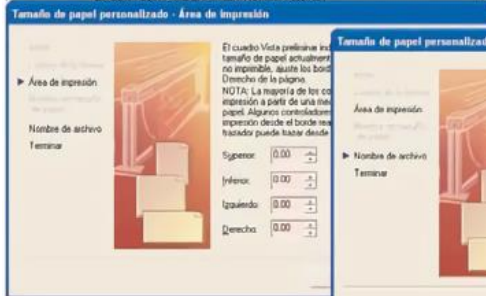 Tamaño de papel personalizado - Área de impresión
Área de impresión
Nombre de archivo
Terminar
El cuadro Vista preliminar ind
tamaño de papel actualment
no imprimible, ajuste los bord
Derecho de la página.
NOTA: La mayoría de los co
impresión a partir de una me
papel. Algunos controladores
impresión desde el borde rea
trazador puede trazar desde
Superior: 0.00
Inferior: 0.00
Izquierdo: 0.00
Derecho: 0.00
Tamaño de papel personalizad
Área de impresión
Nombre de archivo
Terminar